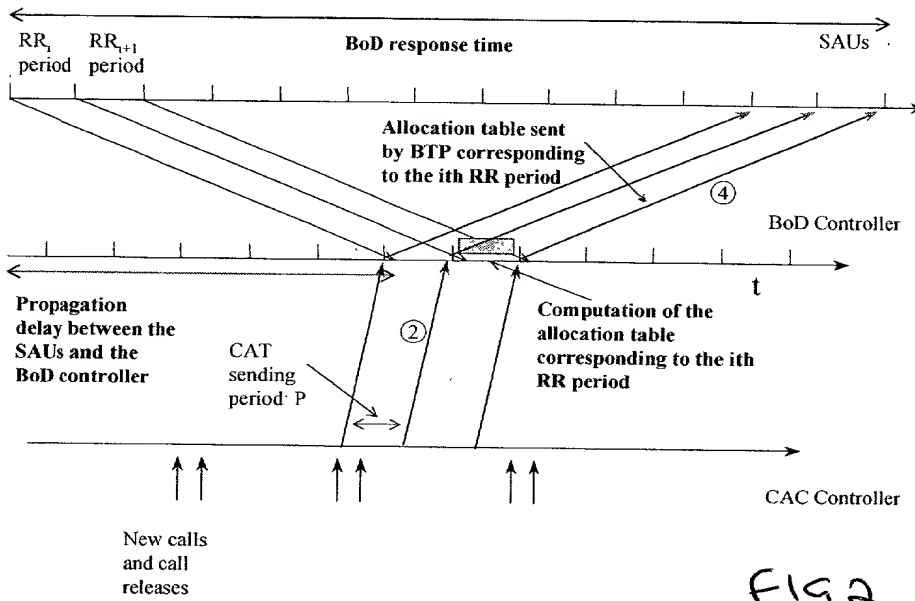 BoD response time
SAUs
RR_i
period
RR_{i+1}
period
Allocation table sent
by BTP corresponding
to the ith RR period
④
BoD Controller
t
Propagation
delay between the
SAUs and the
BoD controller
②
Computation of the
allocation table
corresponding to the ith
RR period
CAT
sending
period P
CAC Controller
New calls
and call
releases
FIG 2